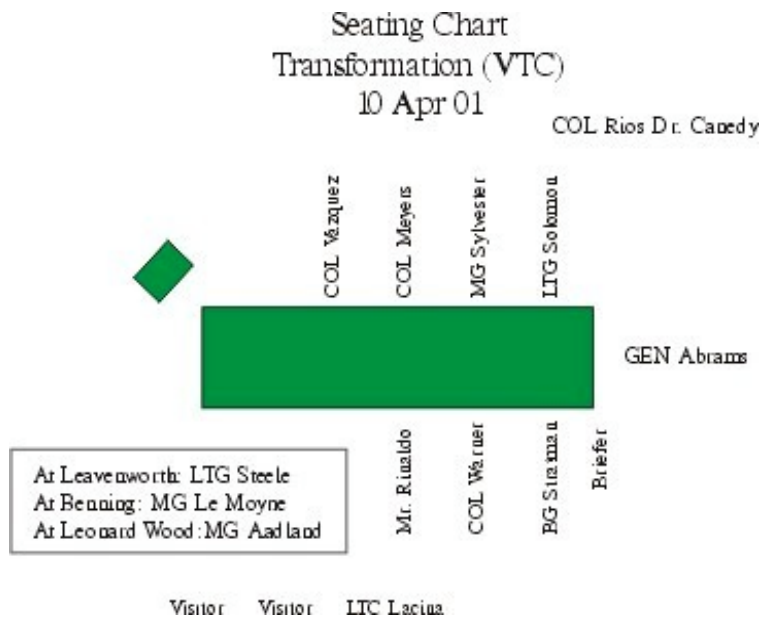 Seating Chart
Transformation (VTC)
10 Apr 01
COL Rios Dr. Canedy
COL Vazquez
COL Meyers
MG Sylvester
LTG Solomon
GEN Abrams
Mr. Rinaldo
COL Warner
BG Straiman
Briefer
At Leavenworth: LTG Steele
At Benning: MG Le Moyne
At Leonard Wood: MG Aadland
Visitor Visitor LTC Lacina